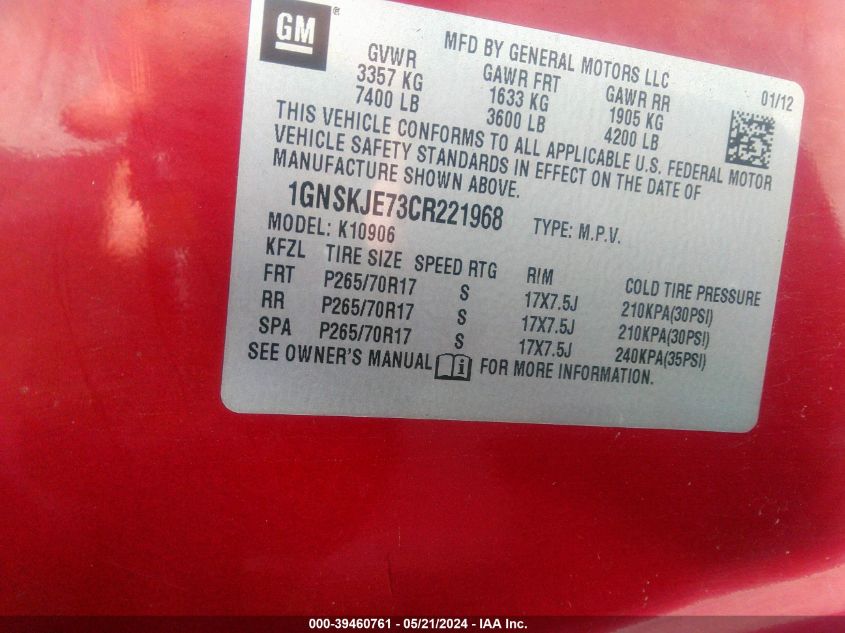 GM ®
MFD BY GENERAL MOTORS LLC
GVWR GAWR FRT GAWR RR 01/12
3357 KG 1633 KG 1905 KG
7400 LB 3600 LB 4200 LB
THIS VEHICLE CONFORMS TO ALL APPLICABLE U.S. FEDERAL MOTOR
VEHICLE SAFETY STANDARDS IN EFFECT ON THE DATE OF
MANUFACTURE SHOWN ABOVE.
1GNSKJE73CR221968 TYPE: M.P.V.
MODEL: K10906
KFZL TIRE SIZE SPEED RTG RIM COLD TIRE PRESSURE
FRT P265/70R17 S 17X7.5J 210KPA(30PSI)
RR P265/70R17 S 17X7.5J 210KPA(30PSI)
SPA P265/70R17 S 17X7.5J 240KPA(35PSI)
SEE OWNER'S MANUAL FOR MORE INFORMATION.
000-39460761 - 05/21/2024 - IAA Inc.